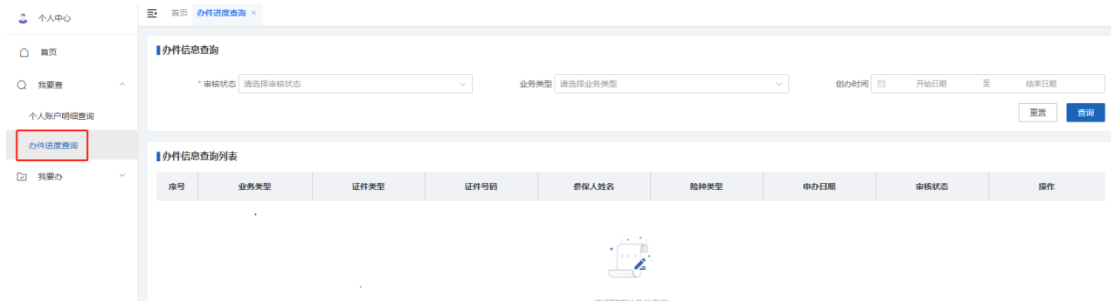 个人中心
首页 办件进度查询 ×
首页
我要查
个人账户明细查询
办件进度查询
我要办
办件信息查询
* 审核状态 请选择审核状态 业务类型 请选择业务类型 创办时间 开始日期 至 结束日期
重置 查询
办件信息查询列表
序号 业务类型 证件类型 证件号码 参保人姓名 险种类型 申办日期 审核状态 操作